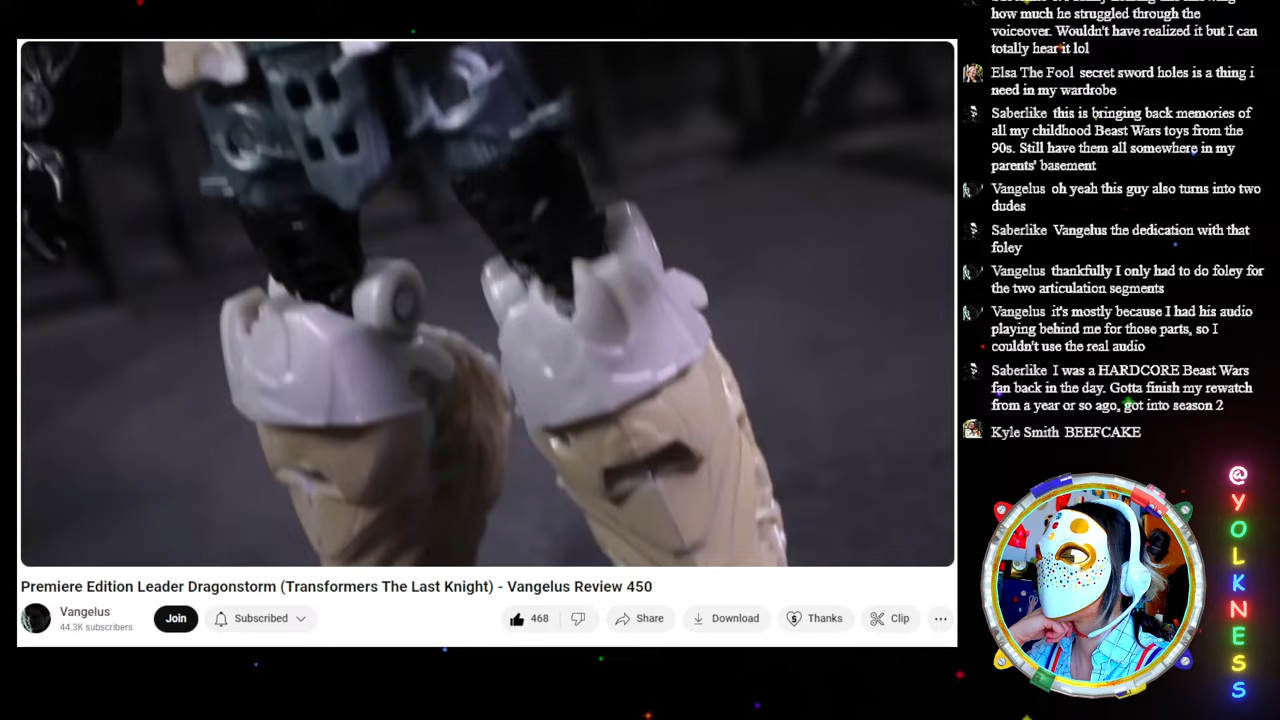 how much he struggled through the
voiceover. Wouldn't have realized it but I can
totally hear it lol
Elsa The Fool secret sword holes is a thing i
need in my wardrobe
Saberlike this is bringing back memories of
all my childhood Beast Wars toys from the
90s. Still have them all somewhere in my
parents' basement
Vangelus oh yeah this guy also turns into two
dudes
Saberlike Vangelus the dedication with that
foley
Vangelus thankfully I only had to do foley for
the two articulation segments
Vangelus it's mostly because I had his audio
playing behind me for those parts, so I
couldn't use the real audio
Saberlike I was a HARDCORE Beast Wars
fan back in the day. Gotta finish my rewatch
from a year or so ago, got into season 2
Kyle Smith BEEFCAKE
Premiere Edition Leader Dragonstorm (Transformers The Last Knight) - Vangelus Review 450
Vangelus
44.3K subscribers
Join
Subscribed
468
Share
Download
Thanks
Clip
@YOLKNESS